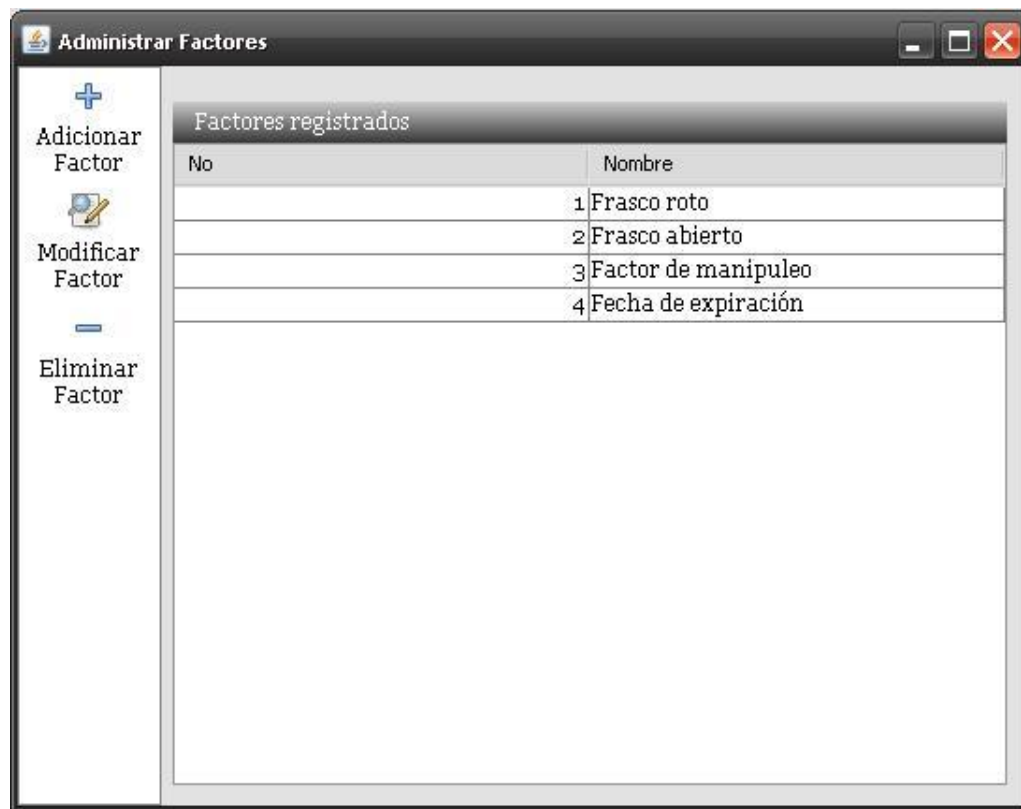 Administrar Factores
Adicionar
Factor
Modificar
Factor
Eliminar
Factor
Factores registrados
No Nombre
1 Frasco roto
2 Frasco abierto
3 Factor de manipuleo
4 Fecha de expiración